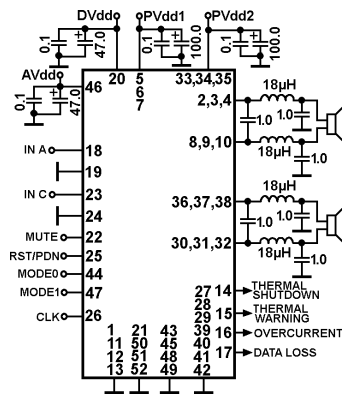 DVdd PVdd1 PVdd2
0.1 + 47.0 0.1 + 100.0 0.1 + 100.0
AVdd
0.1 + 47.0
20 5 33,34,35
46 6
7
18µH
2,3,4
1.0 1.0
8,9,10
18µH 1.0
IN A 18
19
IN C 23
24
18µH
36,37,38
1.0 1.0
30,31,32
18µH 1.0
MUTE 22
RST/PDN 25
MODE0 44
MODE1 47
CLK 26
27 14 THERMAL SHUTDOWN
28
15 THERMAL WARNING
29
1 21 43 39 16 OVERCURRENT
11 50 45 40
12 51 48 41 17 DATA LOSS
13 52 49 42